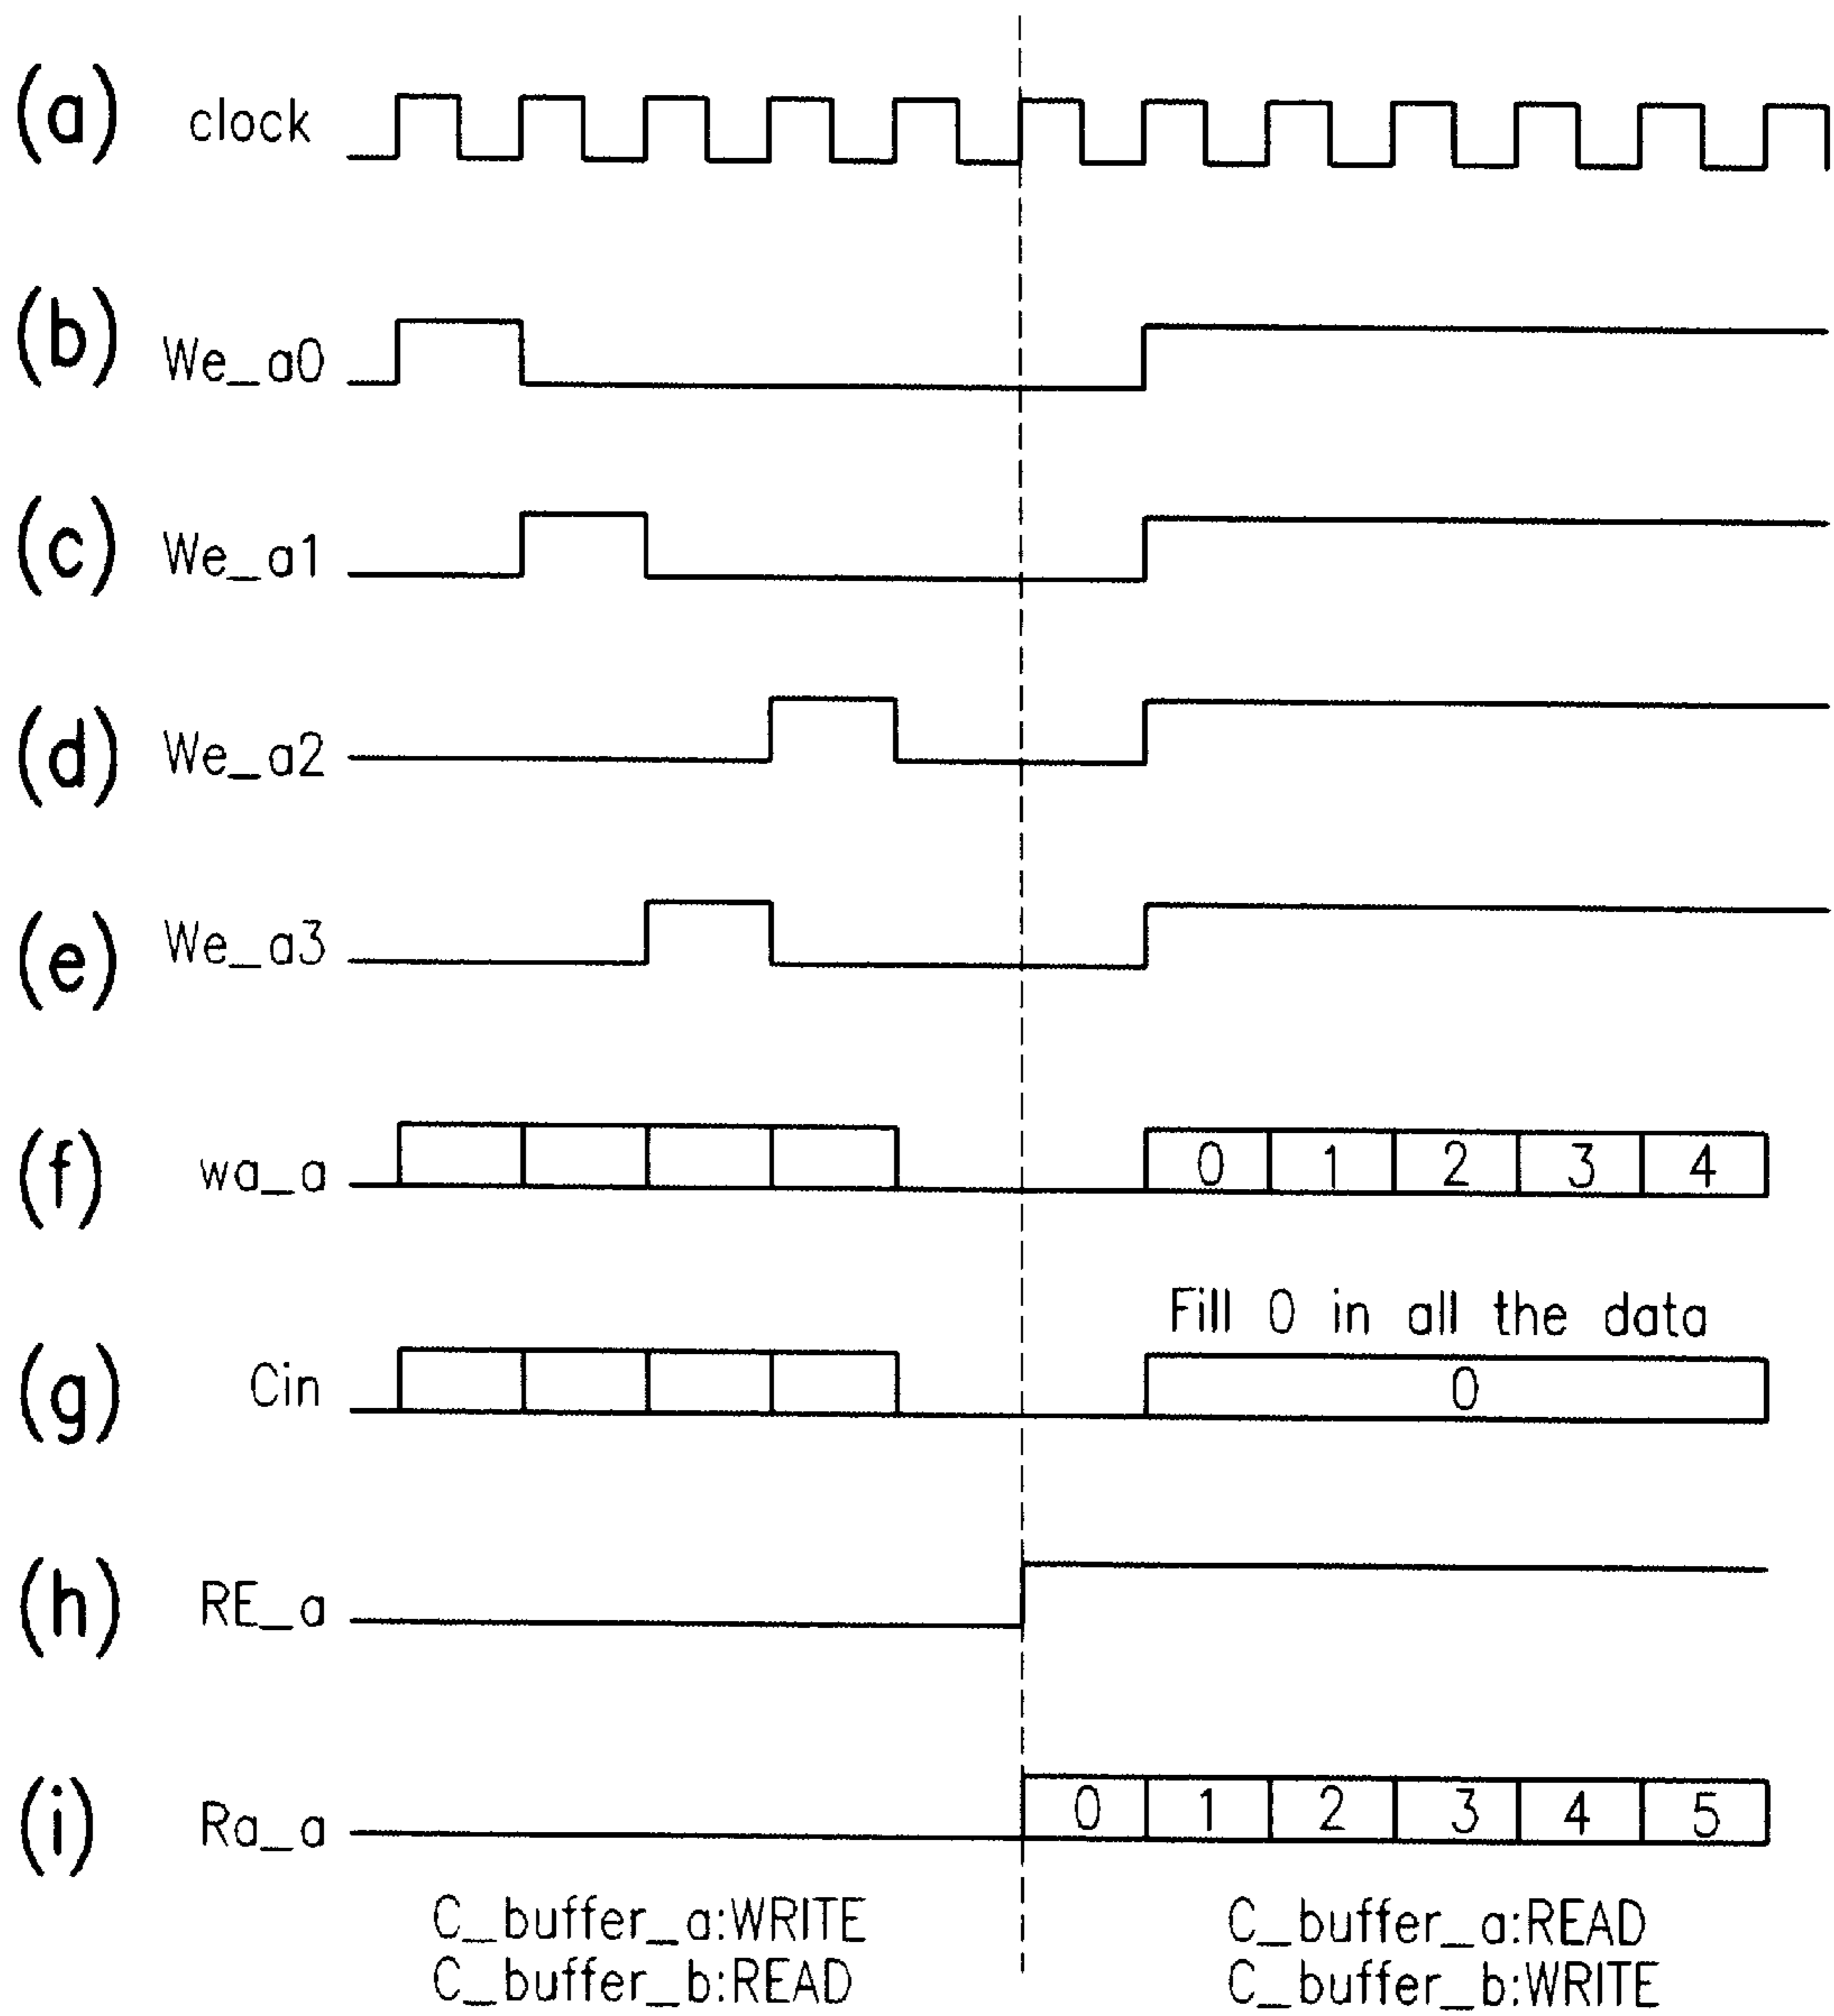 (a) clock
(b) We_a0
(c) We_a1
(d) We_a2
(e) We_a3
(f) wa_a 0 1 2 3 4
Fill 0 in all the data
(g) Cin 0
(h) RE_a
(i) Ra_a 0 1 2 3 4 5
C_buffer_a:WRITE C_buffer_a:READ
C_buffer_b:READ C_buffer_b:WRITE